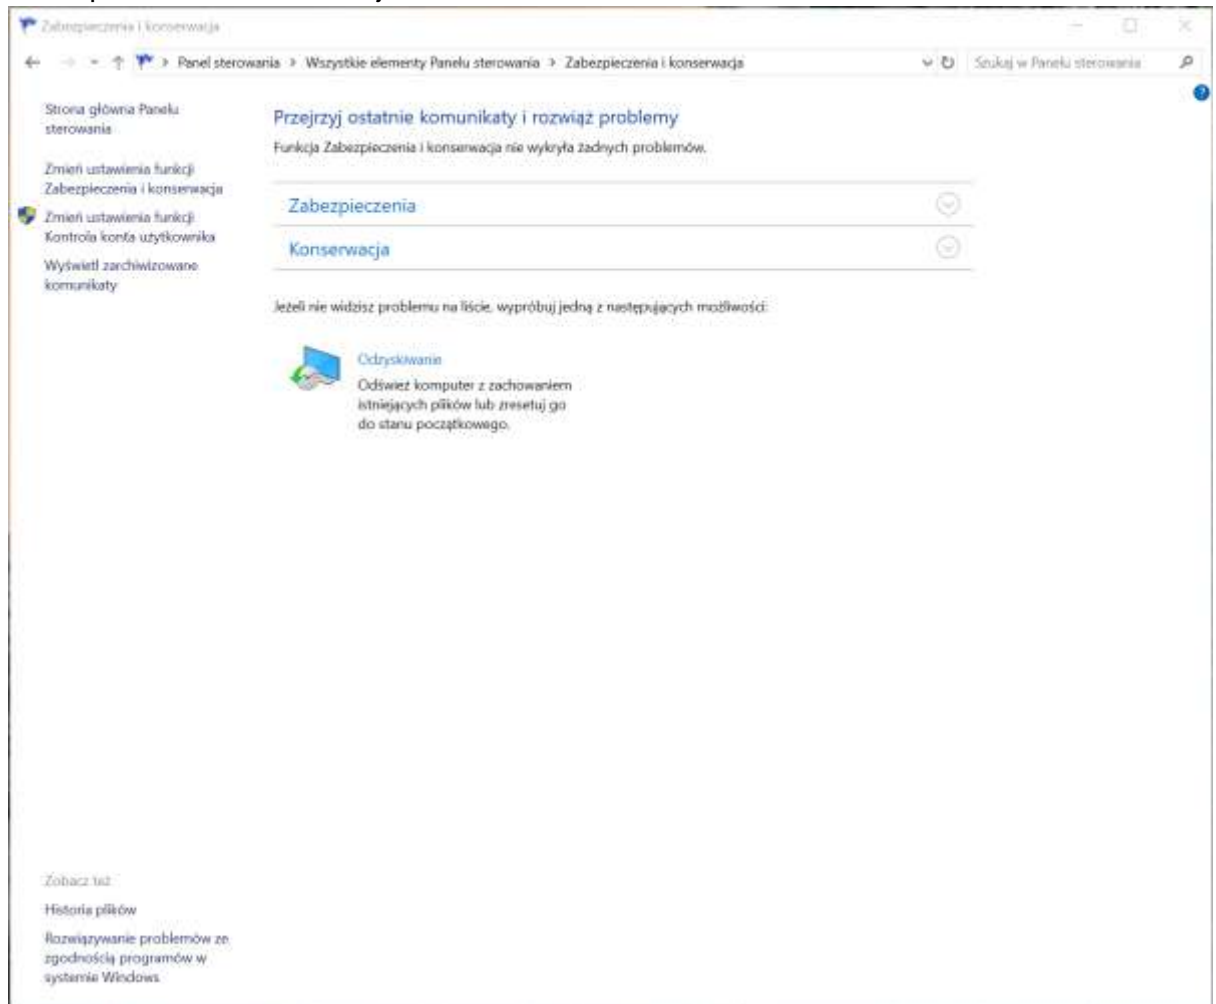 Zabezpieczenia i konserwacja
Panel sterowania > Wszystkie elementy Panelu sterowania > Zabezpieczenia i konserwacja
Szukaj w Panelu sterowania
Strona główna Panelu
sterowania
Zmień ustawienia funkcji
Zabezpieczenia i konserwacja
Zmień ustawienia funkcji
Kontrola konta użytkownika
Wyświetl zarchiwizowane
komunikaty
Przejrzyj ostatnie komunikaty i rozwiąż problemy
Funkcja Zabezpieczenia i konserwacja nie wykryła żadnych problemów.
Zabezpieczenia
Konserwacja
Jeżeli nie widzisz problemu na liście, wypróbuj jedną z następujących możliwości:
Odzyskiwanie
Odśwież komputer z zachowaniem
istniejących plików lub zresetuj go
do stanu początkowego.
Zobacz też
Historia plików
Rozwiązywanie problemów ze
zgodnością programów w
systemie Windows